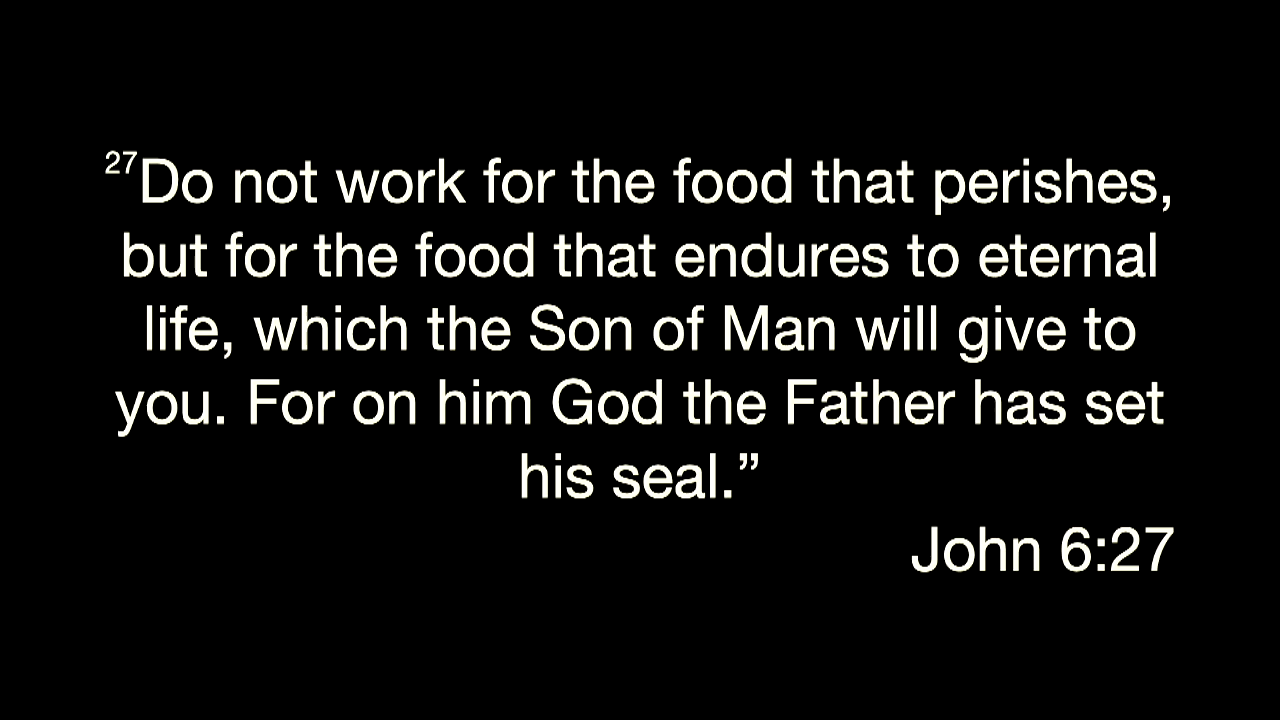 27Do not work for the food that perishes,
but for the food that endures to eternal
life, which the Son of Man will give to
you. For on him God the Father has set
his seal.”
John 6:27